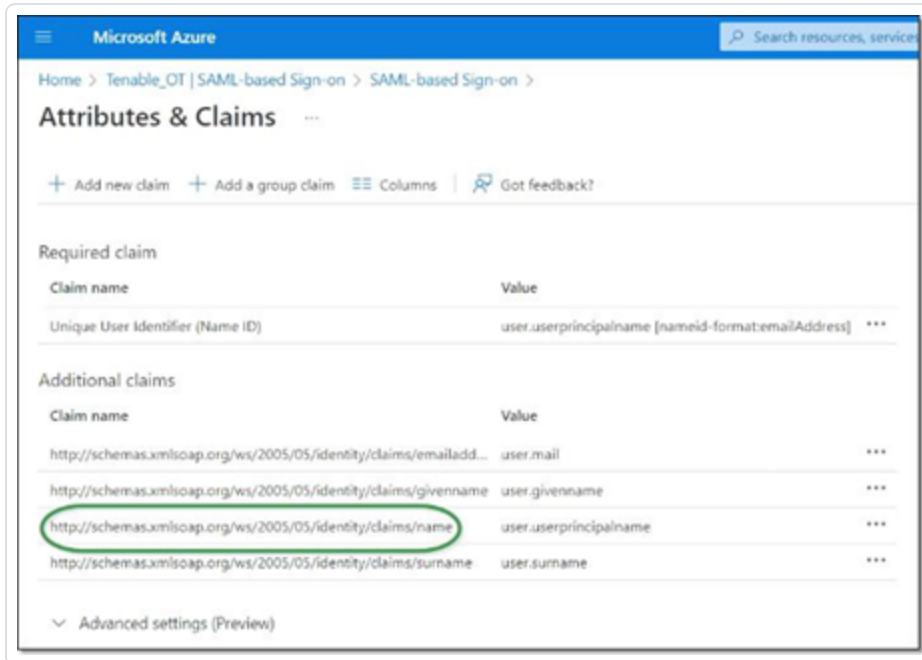 Microsoft Azure
Search resources, services
Home > Tenable_OT | SAML-based Sign-on > SAML-based Sign-on >
Attributes & Claims ...
+ Add new claim + Add a group claim Columns | Got feedback?
Required claim
Claim name Value
Unique User Identifier (Name ID) user.userprincipalname [nameid-format:emailAddress] ...
Additional claims
Claim name Value
http://schemas.xmlsoap.org/ws/2005/05/identity/claims/emailadd... user.mail ...
http://schemas.xmlsoap.org/ws/2005/05/identity/claims/givenname user.givenname ...
http://schemas.xmlsoap.org/ws/2005/05/identity/claims/name user.userprincipalname ...
http://schemas.xmlsoap.org/ws/2005/05/identity/claims/surname user.surname ...
Advanced settings (Preview)